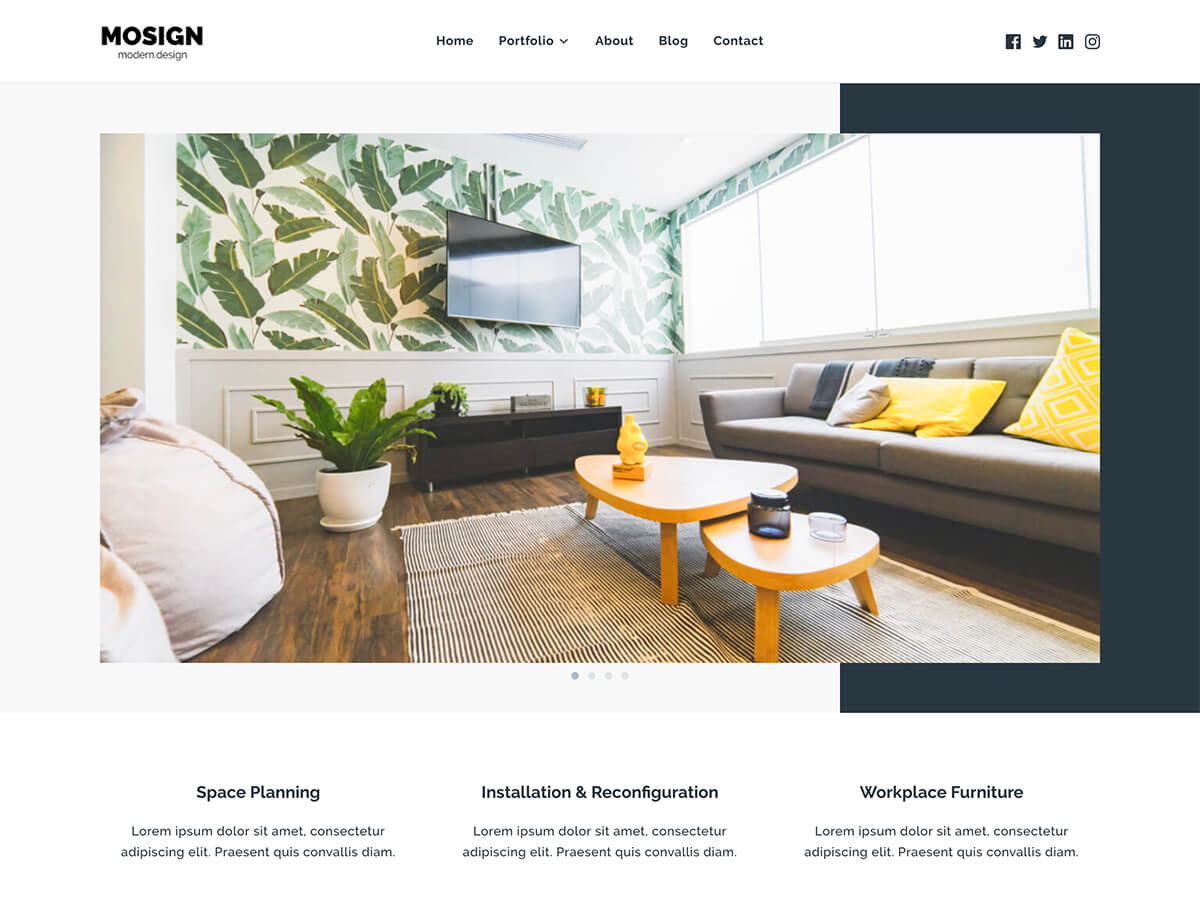 MOSIGN
modern.design
Home Portfolio About Blog Contact
Space Planning
Lorem ipsum dolor sit amet, consectetur
adipiscing elit. Praesent quis convallis diam.
Installation & Reconfiguration
Lorem ipsum dolor sit amet, consectetur
adipiscing elit. Praesent quis convallis diam.
Workplace Furniture
Lorem ipsum dolor sit amet, consectetur
adipiscing elit. Praesent quis convallis diam.